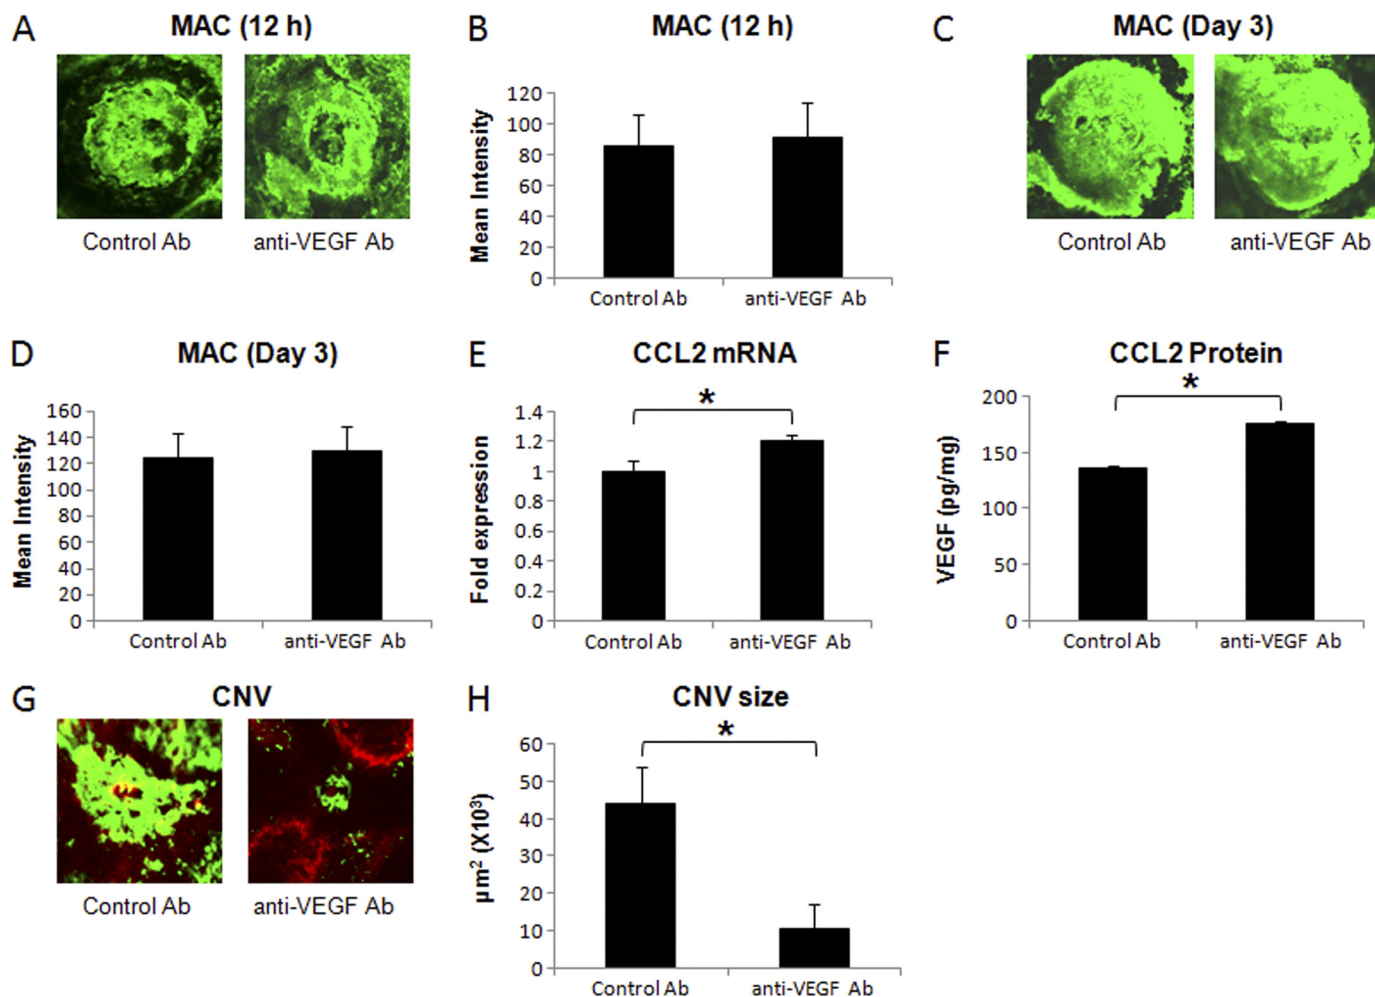 A MAC (12 h)
Control Ab anti-VEGF Ab
B MAC (12 h)
Mean Intensity
120
100
80
60
40
20
0
Control Ab anti-VEGF Ab
C MAC (Day 3)
Control Ab anti-VEGF Ab
D MAC (Day 3)
Mean Intensity
160
140
120
100
80
60
40
20
0
Control Ab anti-VEGF Ab
E CCL2 mRNA
*
Fold expression
1.4
1.2
1
0.8
0.6
0.4
0.2
0
Control Ab anti-VEGF Ab
F CCL2 Protein
*
VEGF (pg/mg)
200
150
100
50
0
Control Ab anti-VEGF Ab
G CNV
Control Ab anti-VEGF Ab
H CNV size
*
µm² (X10³)
60
50
40
30
20
10
0
Control Ab anti-VEGF Ab